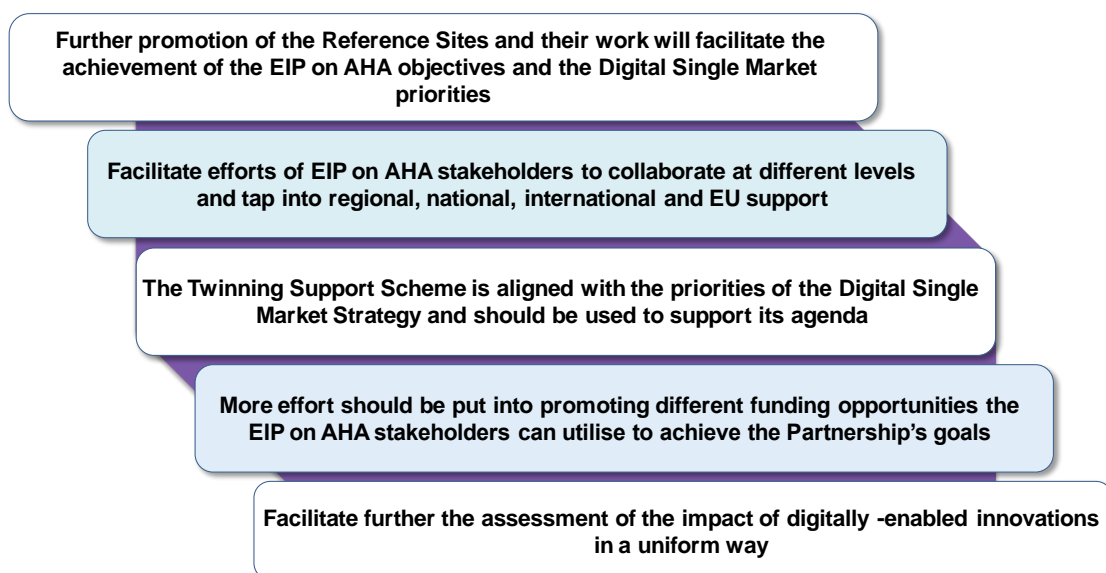 Further promotion of the Reference Sites and their work will facilitate the
achievement of the EIP on AHA objectives and the Digital Single Market
priorities
Facilitate efforts of EIP on AHA stakeholders to collaborate at different levels
and tap into regional, national, international and EU support
The Twinning Support Scheme is aligned with the priorities of the Digital Single
Market Strategy and should be used to support its agenda
More effort should be put into promoting different funding opportunities the
EIP on AHA stakeholders can utilise to achieve the Partnership's goals
Facilitate further the assessment of the impact of digitally -enabled innovations
in a uniform way